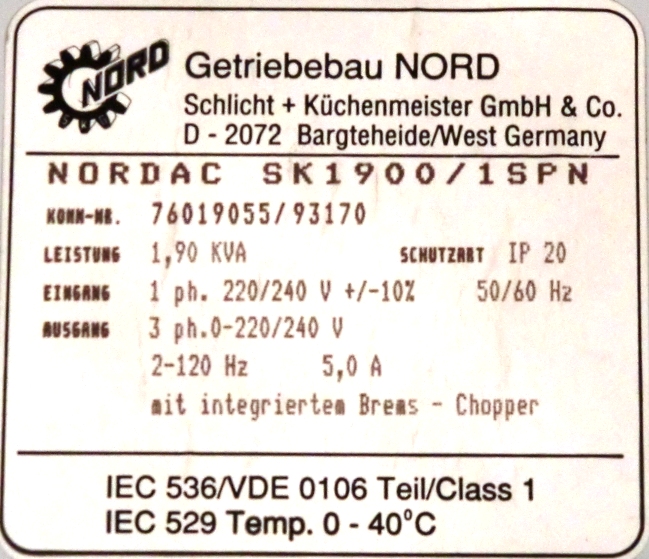 NORD
Getriebebau NORD
Schlicht + Küchenmeister GmbH & Co.
D - 2072 Bargteheide/West Germany
NORDAC SK1900/1SPN
KOMM-NR. 76019055/93170
LEISTUNG 1,90 KVA SCHUTZART IP 20
EINGANG 1 ph. 220/240 V +/-10% 50/60 Hz
AUSGANG 3 ph.0-220/240 V
2-120 Hz 5,0 A
mit integriertem Brems - Chopper
IEC 536/VDE 0106 Teil/Class 1
IEC 529 Temp. 0 - 40°C